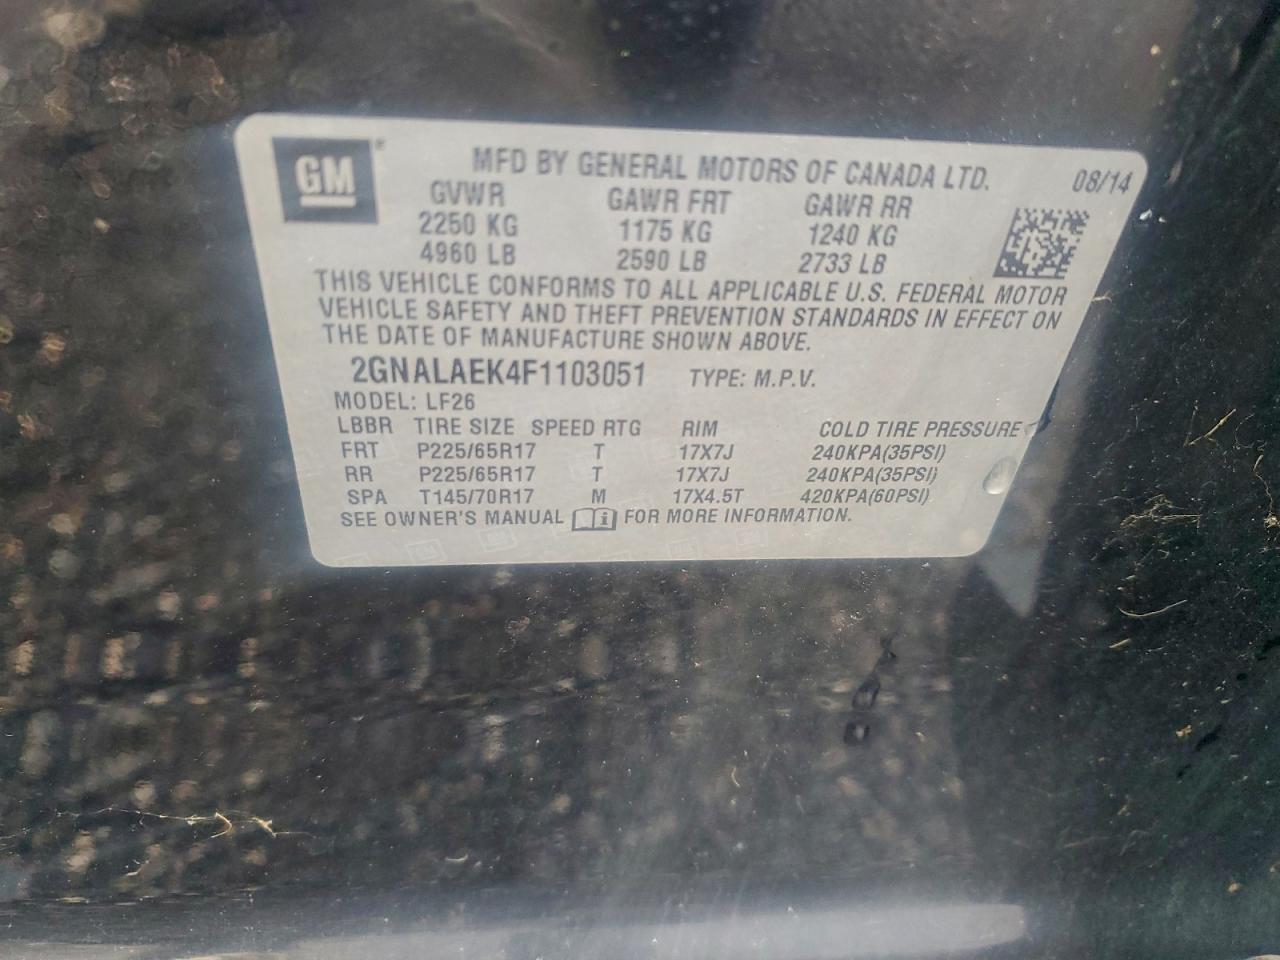 GM®
MFD BY GENERAL MOTORS OF CANADA LTD. 08/14
GVWR GAWR FRT GAWR RR
2250 KG 1175 KG 1240 KG
4960 LB 2590 LB 2733 LB
THIS VEHICLE CONFORMS TO ALL APPLICABLE U.S. FEDERAL MOTOR
VEHICLE SAFETY AND THEFT PREVENTION STANDARDS IN EFFECT ON
THE DATE OF MANUFACTURE SHOWN ABOVE.
2GNALAEK4F1103051 TYPE: M.P.V.
MODEL: LF26
LBBR TIRE SIZE SPEED RTG RIM COLD TIRE PRESSURE
FRT P225/65R17 T 17X7J 240KPA(35PSI)
RR P225/65R17 T 17X7J 240KPA(35PSI)
SPA T145/70R17 M 17X4.5T 420KPA(60PSI)
SEE OWNER'S MANUAL FOR MORE INFORMATION.